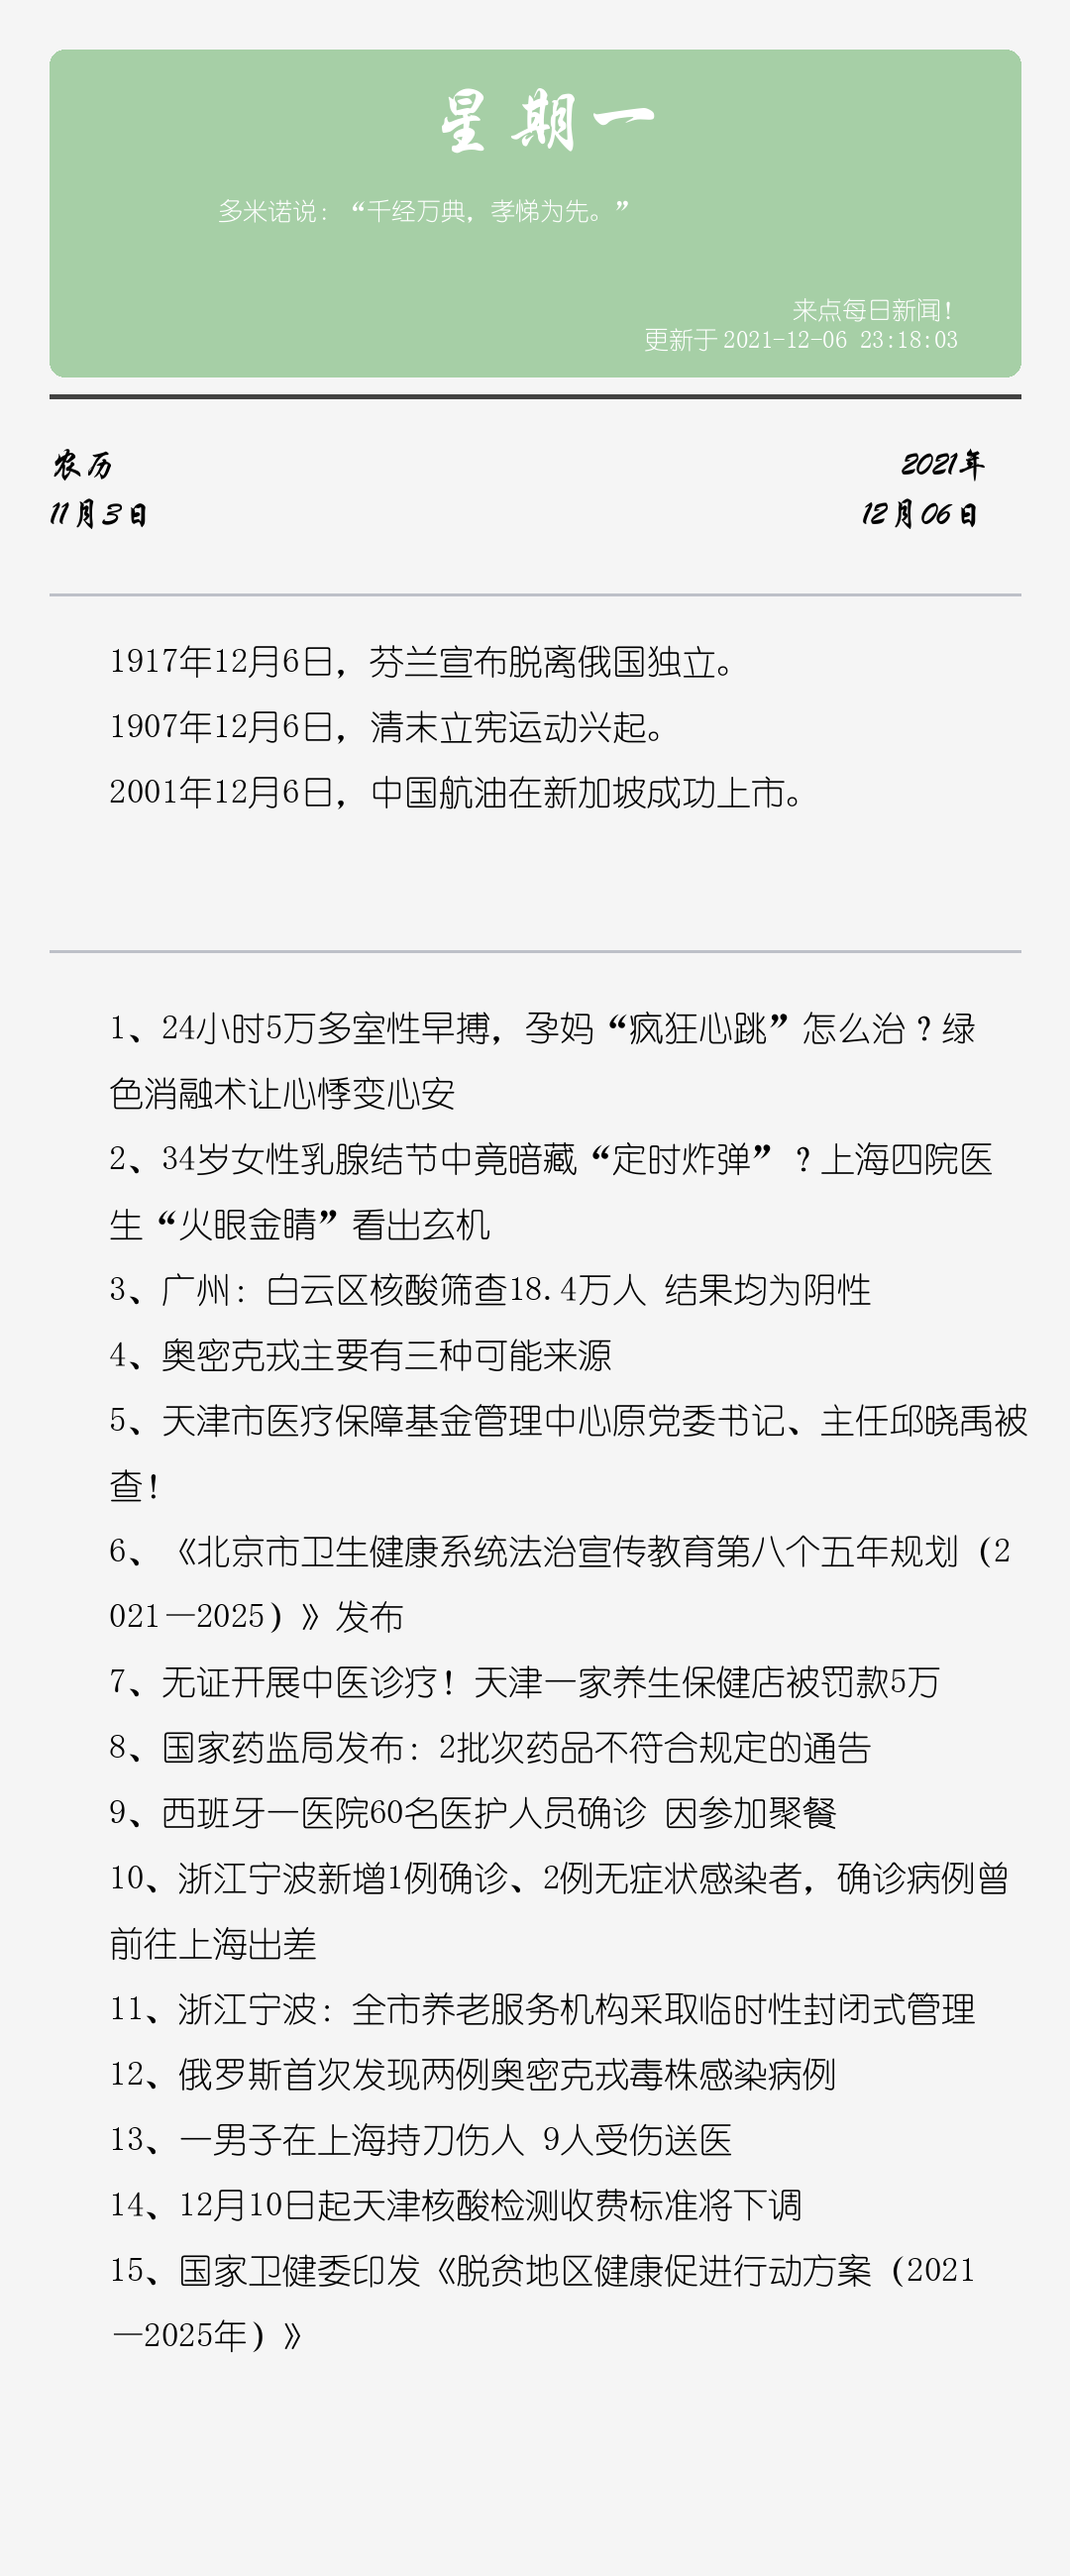 星期一
多米诺说：“千经万典，孝悌为先。”
来点每日新闻！
更新于2021-12-06 23:18:03
农历
2021年
11月3日
12月06日
1917年12月6日，芬兰宣布脱离俄国独立。
1907年12月6日，清末立宪运动兴起。
2001年12月6日，中国航油在新加坡成功上市。
1、24小时5万多室性早搏，孕妈“疯狂心跳”怎么治？绿
色消融术让心悸变心安
2、34岁女性乳腺结节中竟暗藏“定时炸弹”？上海四院医
生“火眼金睛”看出玄机
3、广州：白云区核酸筛查18.4万人 结果均为阴性
4、奥密克戎主要有三种可能来源
5、天津市医疗保障基金管理中心原党委书记、主任邱晓禹被
查！
6、《北京市卫生健康系统法治宣传教育第八个五年规划（2
021—2025）》发布
7、无证开展中医诊疗！天津一家养生保健店被罚款5万
8、国家药监局发布：2批次药品不符合规定的通告
9、西班牙一医院60名医护人员确诊 因参加聚餐
10、浙江宁波新增1例确诊、2例无症状感染者，确诊病例曾
前往上海出差
11、浙江宁波：全市养老服务机构采取临时性封闭式管理
12、俄罗斯首次发现两例奥密克戎毒株感染病例
13、一男子在上海持刀伤人 9人受伤送医
14、12月10日起天津核酸检测收费标准将下调
15、国家卫健委印发《脱贫地区健康促进行动方案（2021
—2025年）》